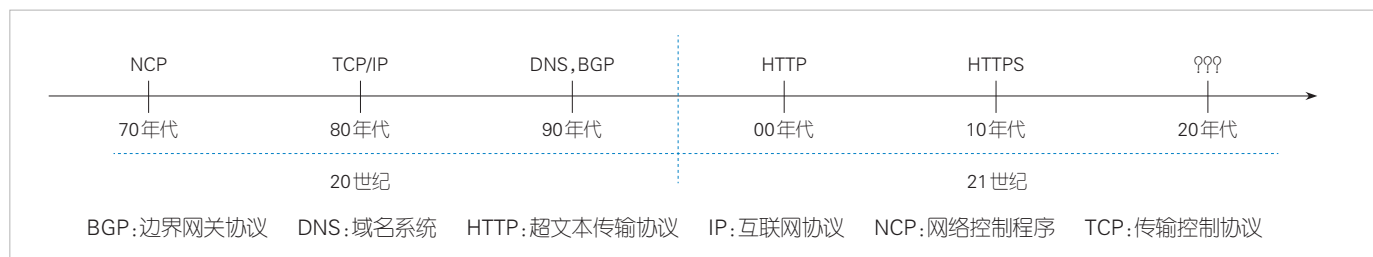 NCP TCP/IP DNS,BGP HTTP HTTPS ???
70年代 80年代 90年代 00年代 10年代 20年代
20世纪 21世纪
BGP:边界网关协议 DNS:域名系统 HTTP:超文本传输协议 IP:互联网协议 NCP:网络控制程序 TCP:传输控制协议